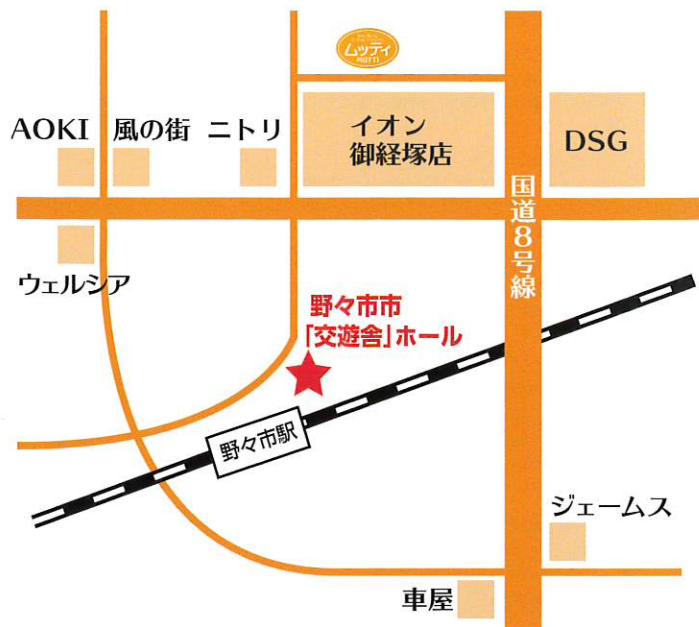 ムッティ
MUTTI
AOKI
風の街
ニトリ
イオン
御経塚店
DSG
国道8号線
ウェルシア
野々市市
「交遊舎」ホール
野々市駅
ジェームス
車屋